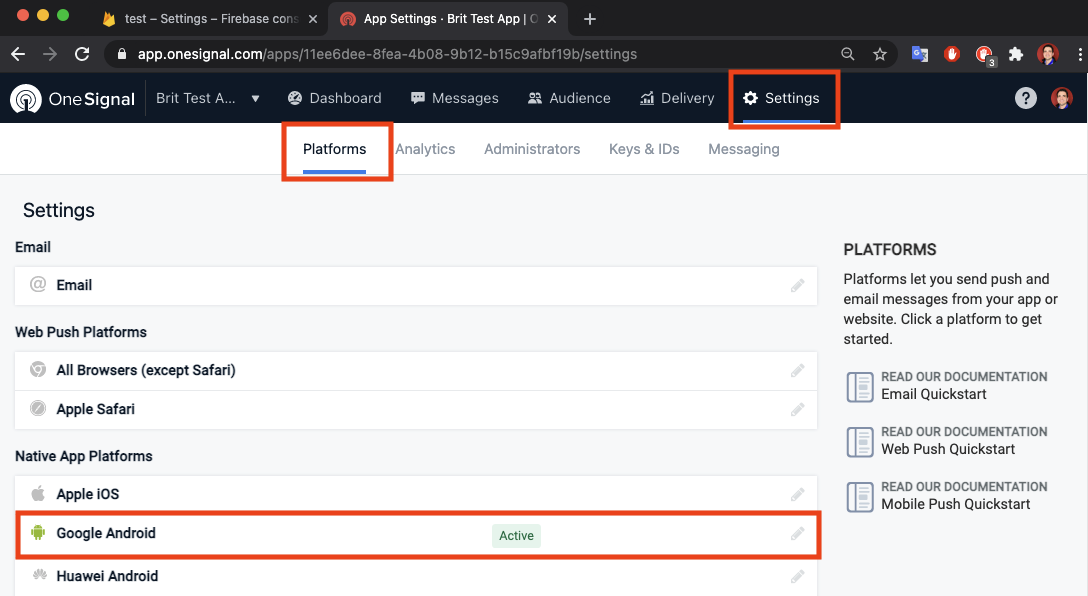 test – Settings – Firebase cons
App Settings · Brit Test App | O
app.onesignal.com/apps/11ee6dee-8fea-4b08-9b12-b15c9afbf19b/settings
3
OneSignal
Brit Test A... ▼
Dashboard
Messages
Audience
Delivery
Settings
?
Platforms
Analytics
Administrators
Keys & IDs
Messaging
Settings
Email
@ Email
Web Push Platforms
All Browsers (except Safari)
Apple Safari
Native App Platforms
Apple iOS
Google Android
Active
Huawei Android
PLATFORMS
Platforms let you send push and
email messages from your app or
website. Click a platform to get
started.
READ OUR DOCUMENTATION
Email Quickstart
READ OUR DOCUMENTATION
Web Push Quickstart
READ OUR DOCUMENTATION
Mobile Push Quickstart